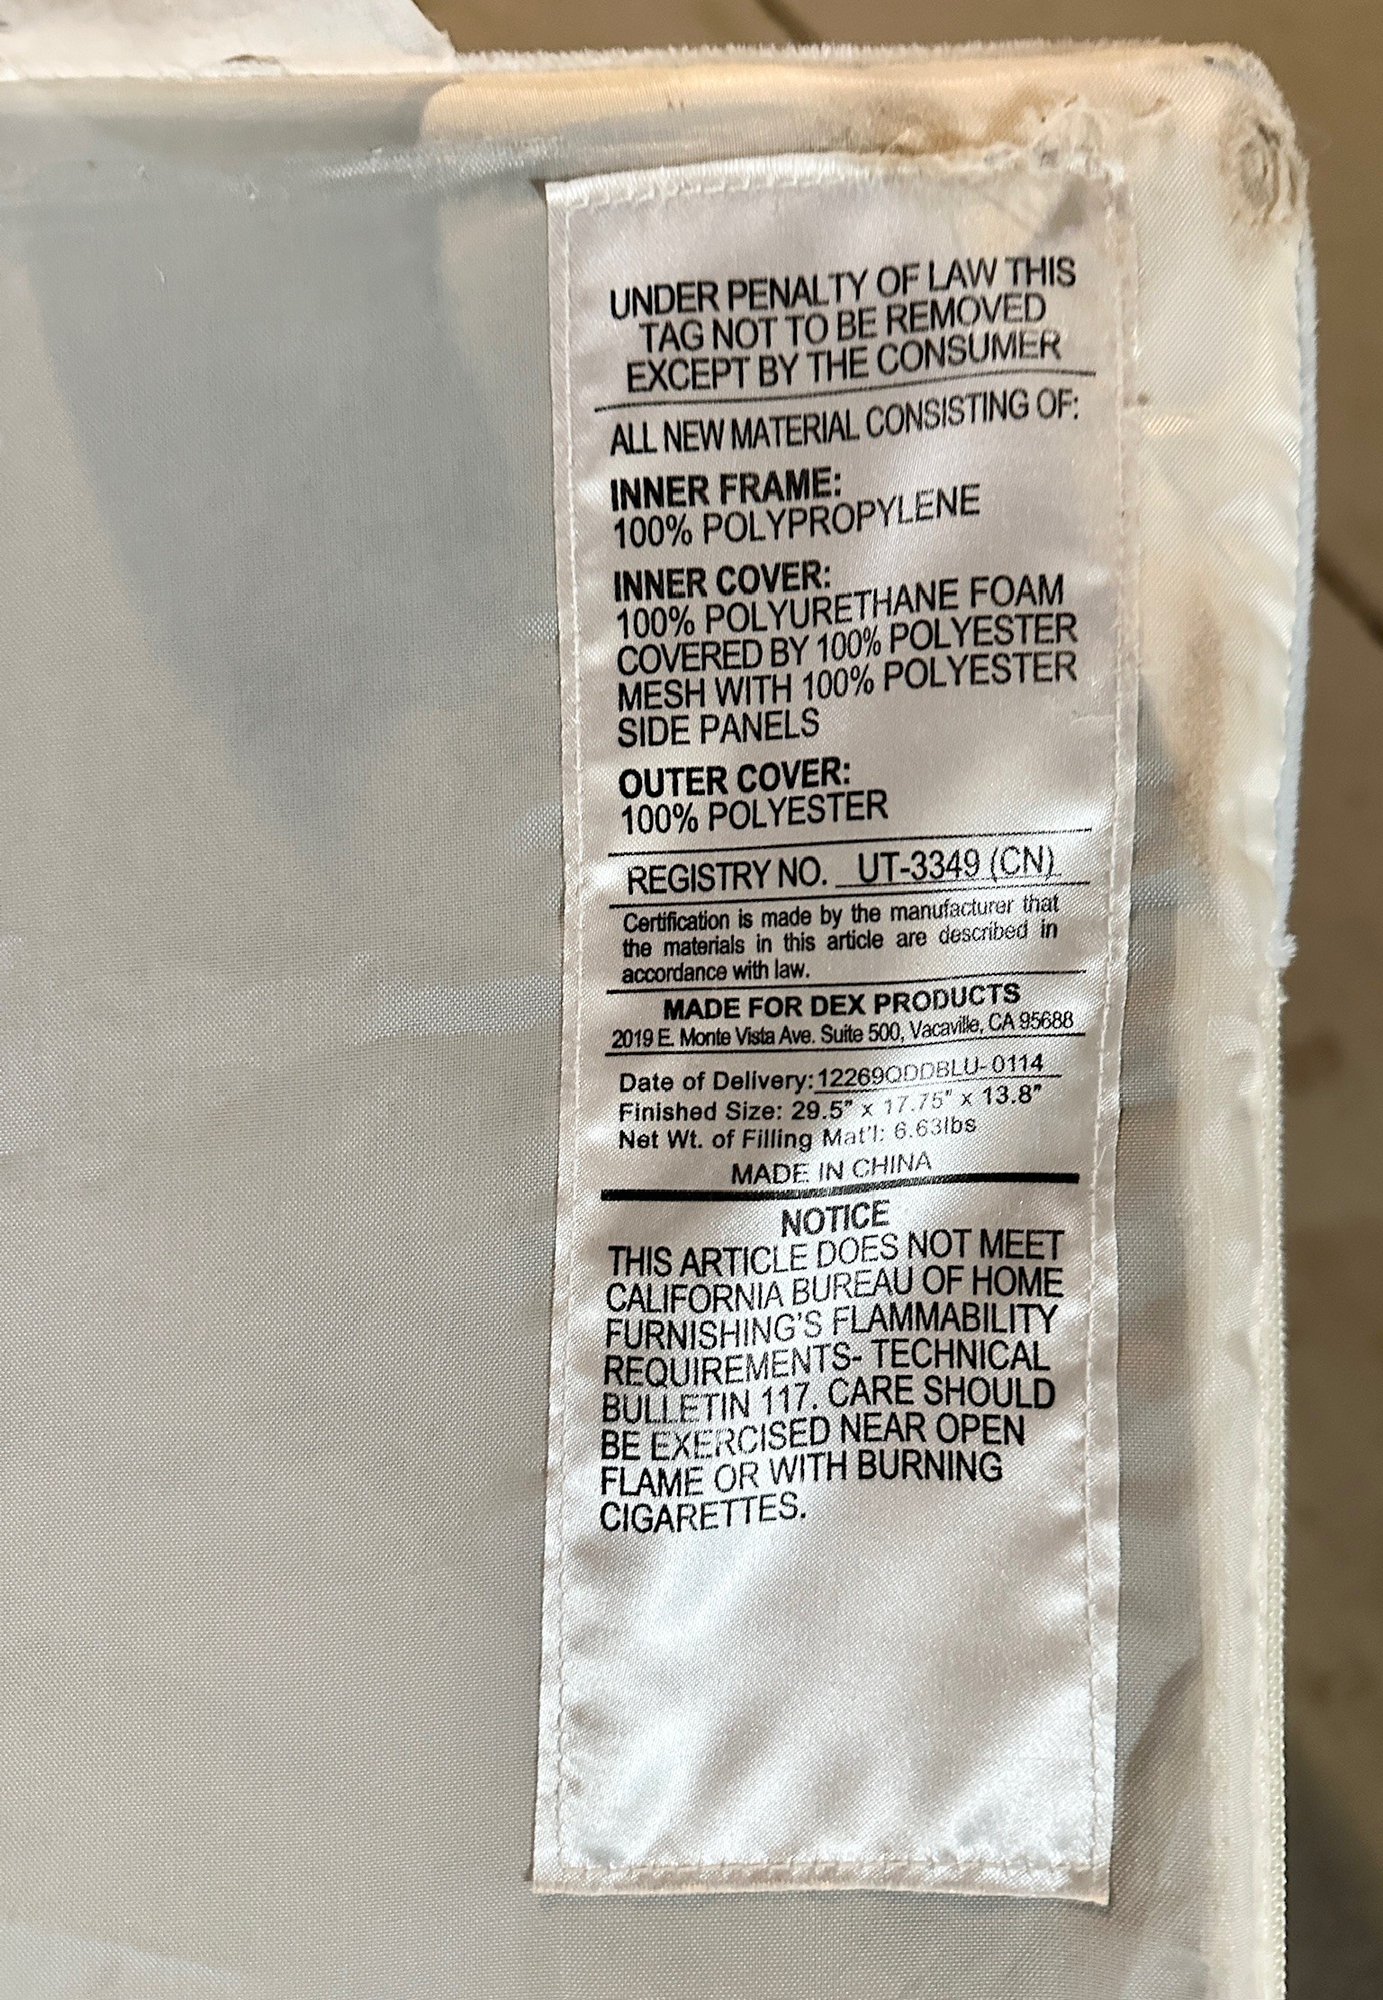 UNDER PENALTY OF LAW THIS
TAG NOT TO BE REMOVED
EXCEPT BY THE CONSUMER
ALL NEW MATERIAL CONSISTING OF:
INNER FRAME:
100% POLYPROPYLENE
INNER COVER:
100% POLYURETHANE FOAM
COVERED BY 100% POLYESTER
MESH WITH 100% POLYESTER
SIDE PANELS
OUTER COVER:
100% POLYESTER
REGISTRY NO. UT-3349 (CN)
Certification is made by the manufacturer that
the materials in this article are described in
accordance with law.
MADE FOR DEX PRODUCTS
2019 E. Monte Vista Ave. Suite 500, Vacaville, CA 95688
Date of Delivery: 12269QDDBLU-0114
Finished Size: 29.5" x 17.75" x 13.8"
Net Wt. of Filling Mat'l: 6.63lbs
MADE IN CHINA
NOTICE
THIS ARTICLE DOES NOT MEET
CALIFORNIA BUREAU OF HOME
FURNISHING'S FLAMMABILITY
REQUIREMENTS- TECHNICAL
BULLETIN 117. CARE SHOULD
BE EXERCISED NEAR OPEN
FLAME OR WITH BURNING
CIGARETTES.